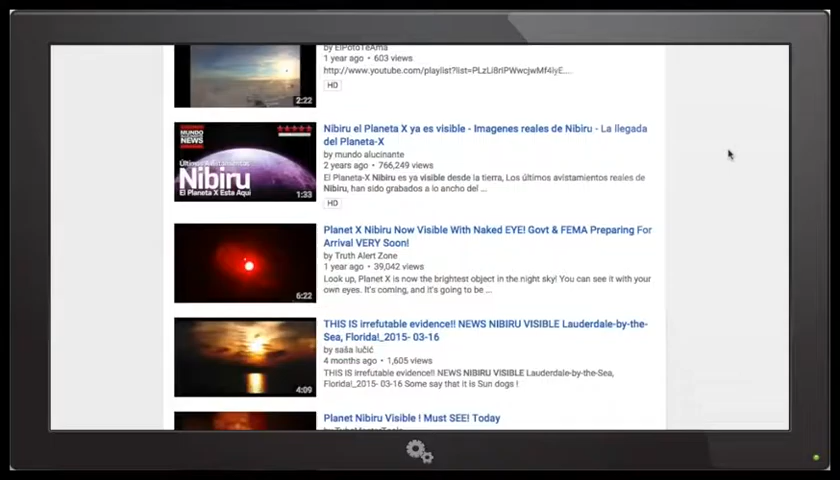 by ElPotoTeAma
1 year ago • 603 views
http://www.youtube.com/playlist?list=PLzLi8rlPWwcjwMf4iyE...
HD
2:22
Nibiru el Planeta X ya es visible - Imagenes reales de Nibiru - La llegada
del Planeta-X
by mundo alucinante
2 years ago • 766,249 views
El Planeta-X Nibiru es ya visible desde la tierra, Los últimos avistamientos reales de
Nibiru, han sido grabados a lo ancho del ...
HD
MUNDO
NEWS
Nibiru
El Planeta X Esta Aqui
1:33
Planet X Nibiru Now Visible With Naked EYE! Govt & FEMA Preparing For
Arrival VERY Soon!
by Truth Alert Zone
1 year ago • 39,042 views
Look up, Planet X is now the brightest object in the night sky! You can see it with your
own eyes. It's coming, and it's going to be ...
6:22
THIS IS irrefutable evidence!! NEWS NIBIRU VISIBLE Lauderdale-by-the-
Sea, Florida!_2015- 03-16
by saša lučić
4 months ago • 1,605 views
THIS IS irrefutable evidence!! NEWS NIBIRU VISIBLE Lauderdale-by-the-Sea,
Florida!_2015- 03-16 Some say that it is Sun dogs !
4:09
Planet Nibiru Visible ! Must SEE! Today